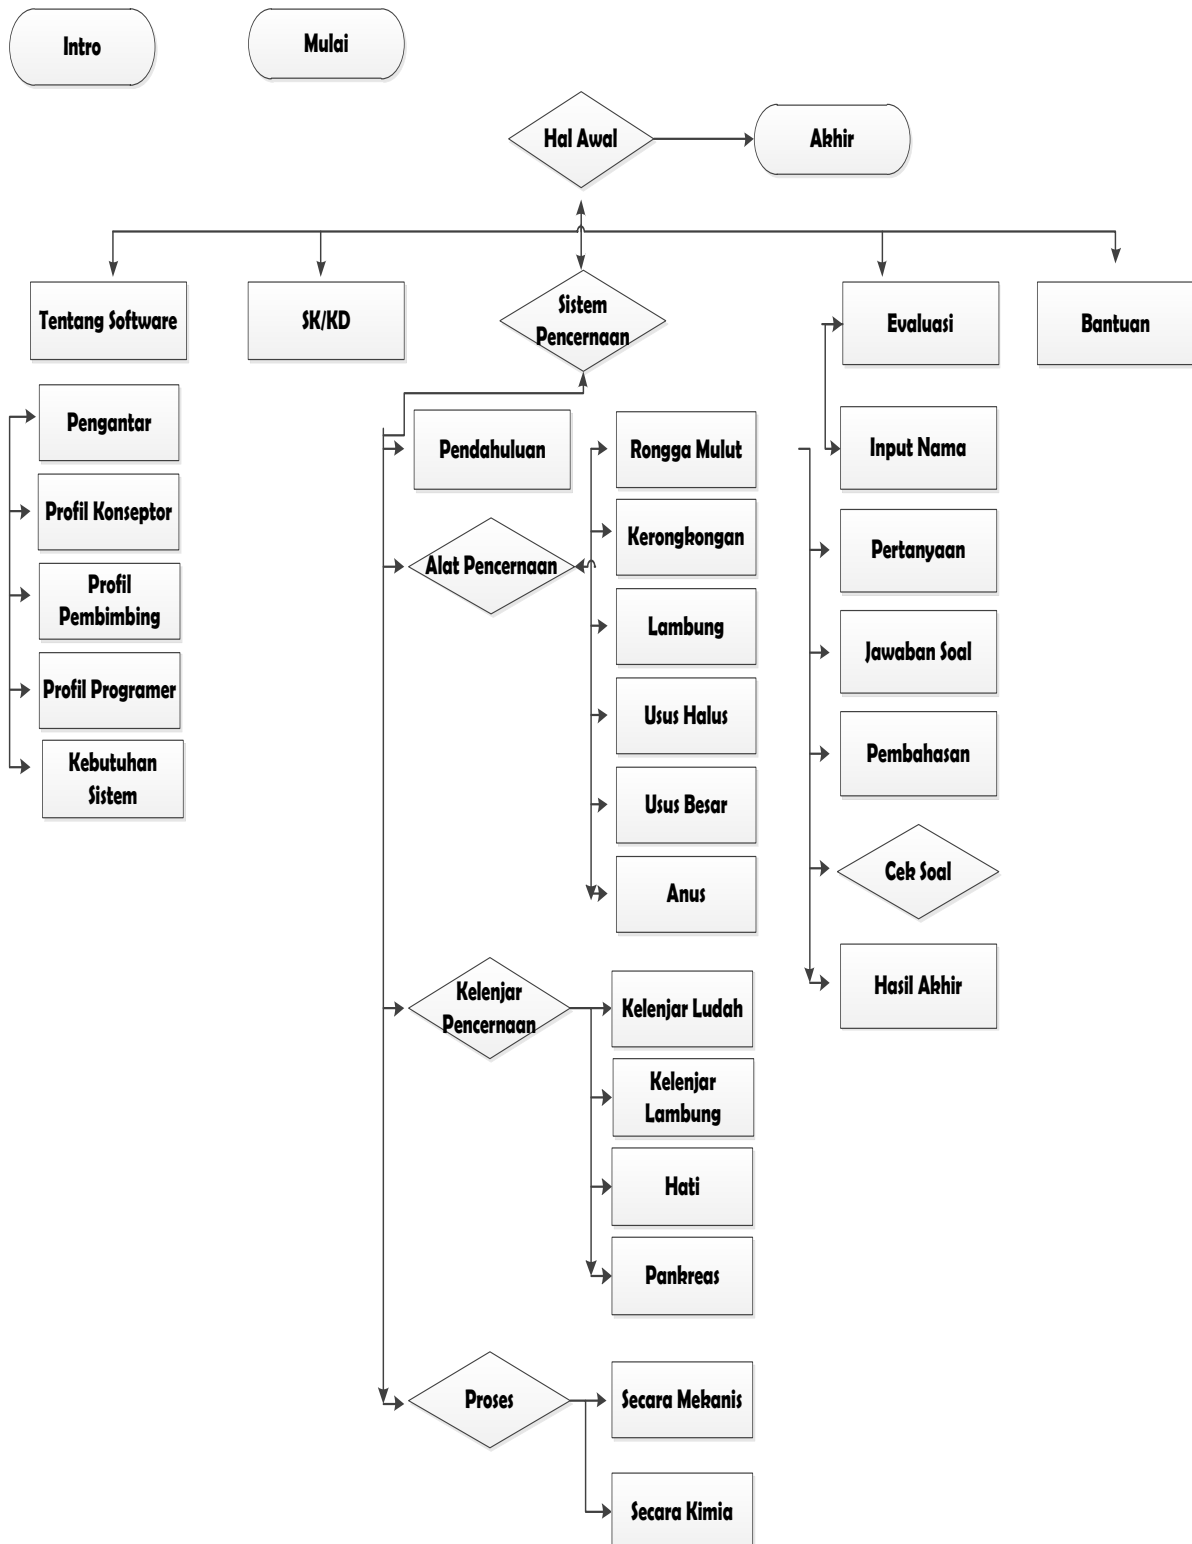 Intro
Mulai
Hal Awal
Akhir
Tentang Software
SK/KD
Sistem
Pencernaan
Evaluasi
Bantuan
Pengantar
Profil Konseptor
Profil
Pembimbing
Profil Programer
Kebutuhan
Sistem
Pendahuluan
Alat Pencernaan
Rongga Mulut
Kerongkongan
Lambung
Usus Halus
Usus Besar
Anus
Kelenjar
Pencernaan
Kelenjar Ludah
Kelenjar
Lambung
Hati
Pankreas
Proses
Secara Mekanis
Secara Kimia
Input Nama
Pertanyaan
Jawaban Soal
Pembahasan
Cek Soal
Hasil Akhir